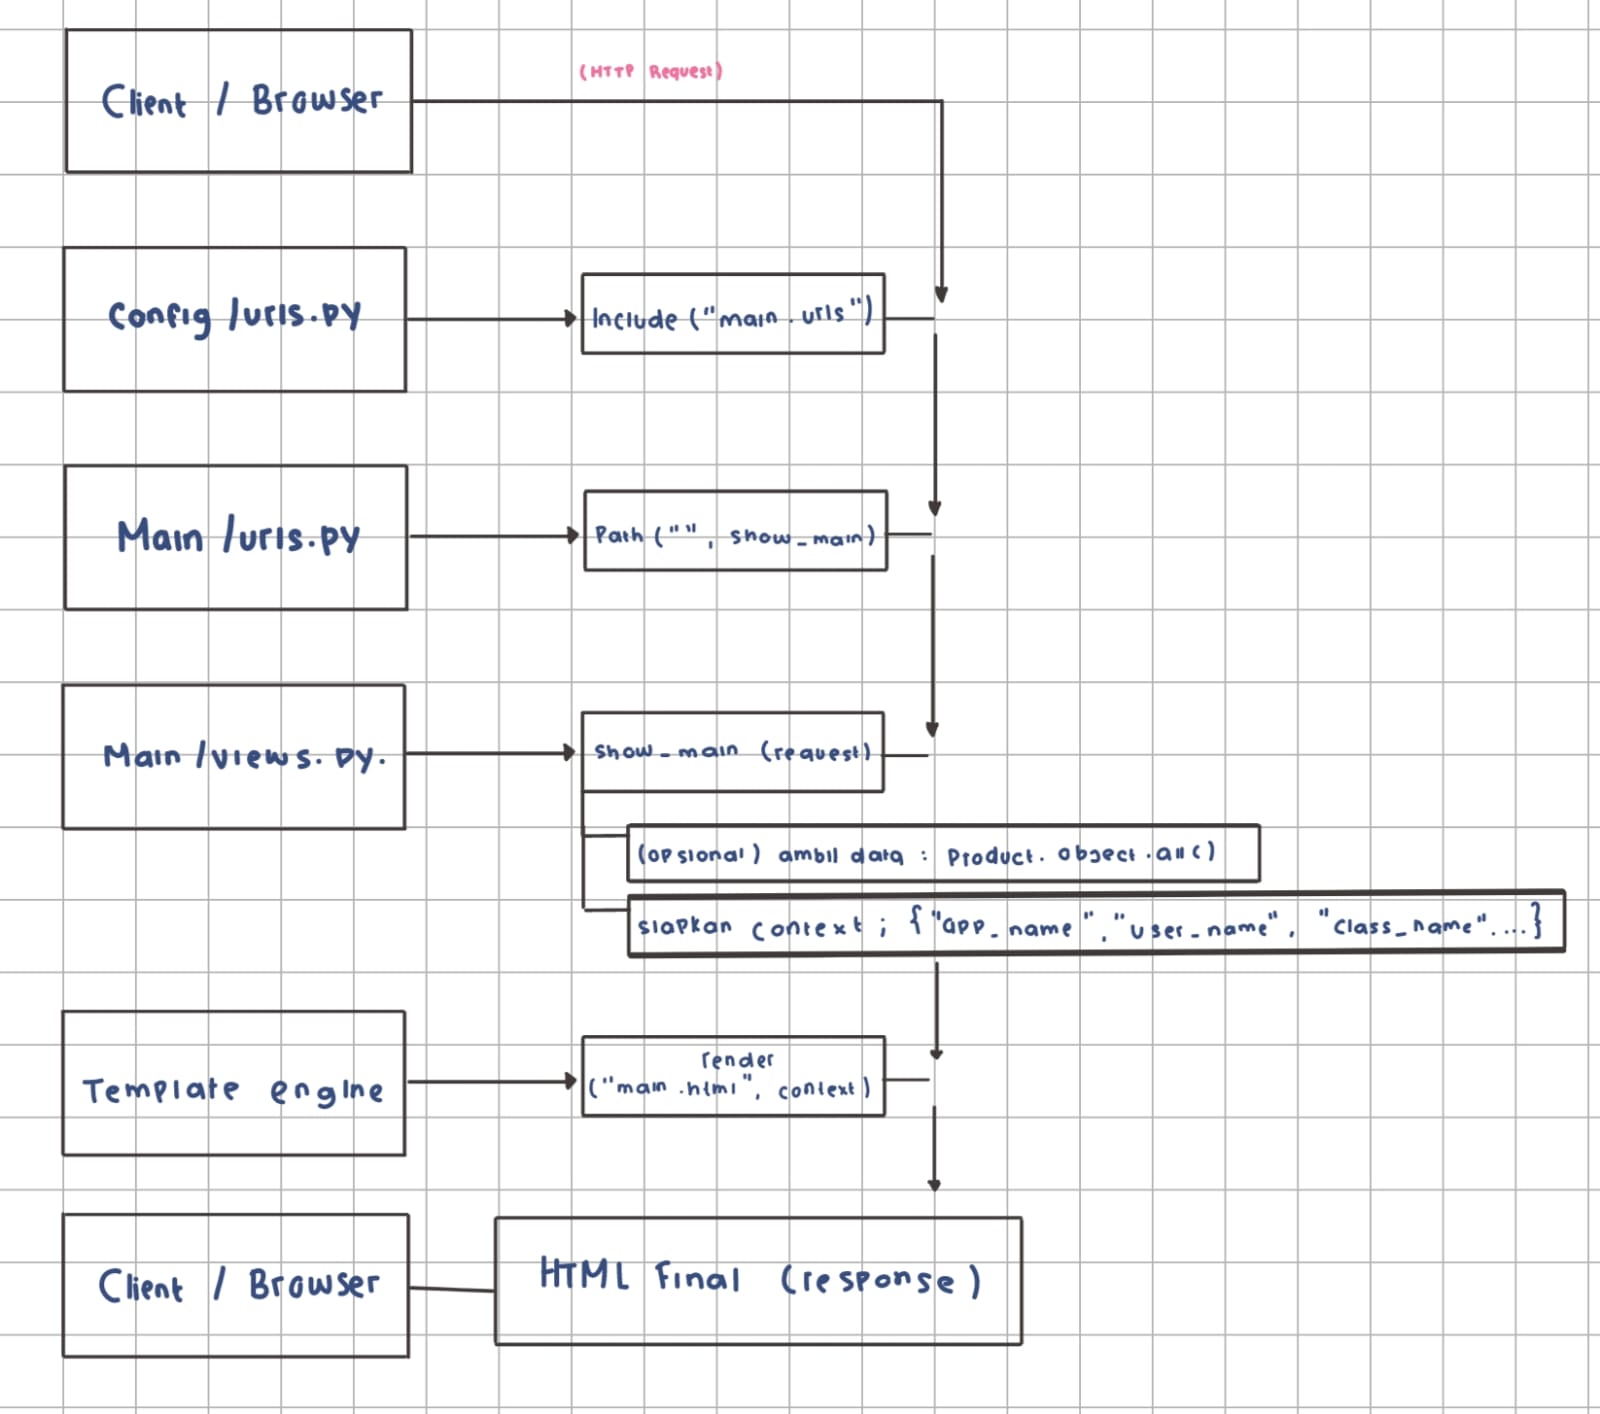 (HTTP Request)
Client / Browser
Config /urls.py
Include ("main.urls")
Main /urls.py
Path ("", show_main)
Main /views.py.
show_main (request)
(opsional) ambil data : Product.object.all()
siapkan context ; {"app_name","user_name", "class_name"....}
Template engine
render
("main.html", context)
Client / Browser
HTML Final (response)